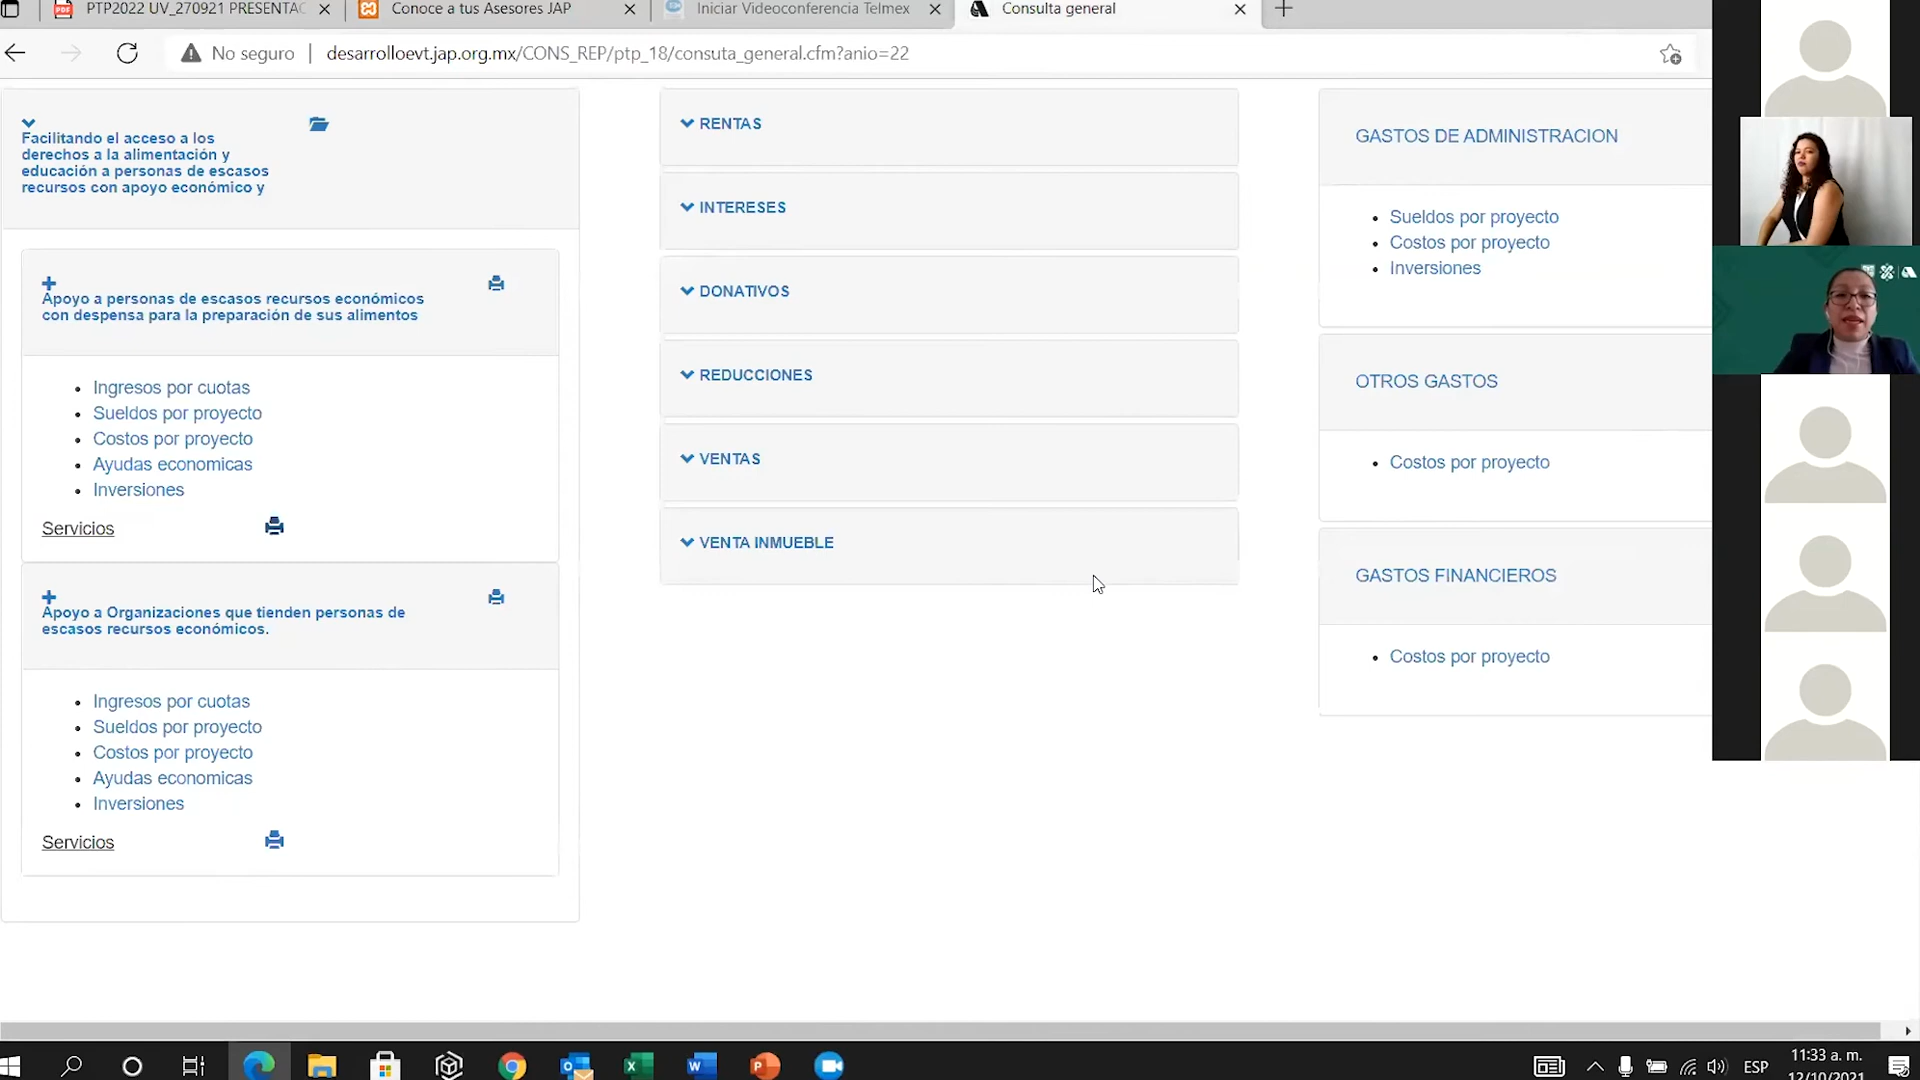 PTP2022 UV_270921 PRESENTAC
Conoce a tus Asesores JAP
Iniciar Videoconferencia Telmex
Consulta general
No seguro
desarrolloevt.jap.org.mx/CONS_REP/ptp_18/consuta_general.cfm?anio=22
Facilitando el acceso a los
derechos a la alimentación y
educación a personas de escasos
recursos con apoyo económico y
Apoyo a personas de escasos recursos económicos
con despensa para la preparación de sus alimentos
Ingresos por cuotas
Sueldos por proyecto
Costos por proyecto
Ayudas economicas
Inversiones
Servicios
Apoyo a Organizaciones que tienden personas de
escasos recursos económicos.
Ingresos por cuotas
Sueldos por proyecto
Costos por proyecto
Ayudas economicas
Inversiones
Servicios
RENTAS
INTERESES
DONATIVOS
REDUCCIONES
VENTAS
VENTA INMUEBLE
GASTOS DE ADMINISTRACION
Sueldos por proyecto
Costos por proyecto
Inversiones
OTROS GASTOS
Costos por proyecto
GASTOS FINANCIEROS
Costos por proyecto
ESP
11:33 a. m.
12/10/2021